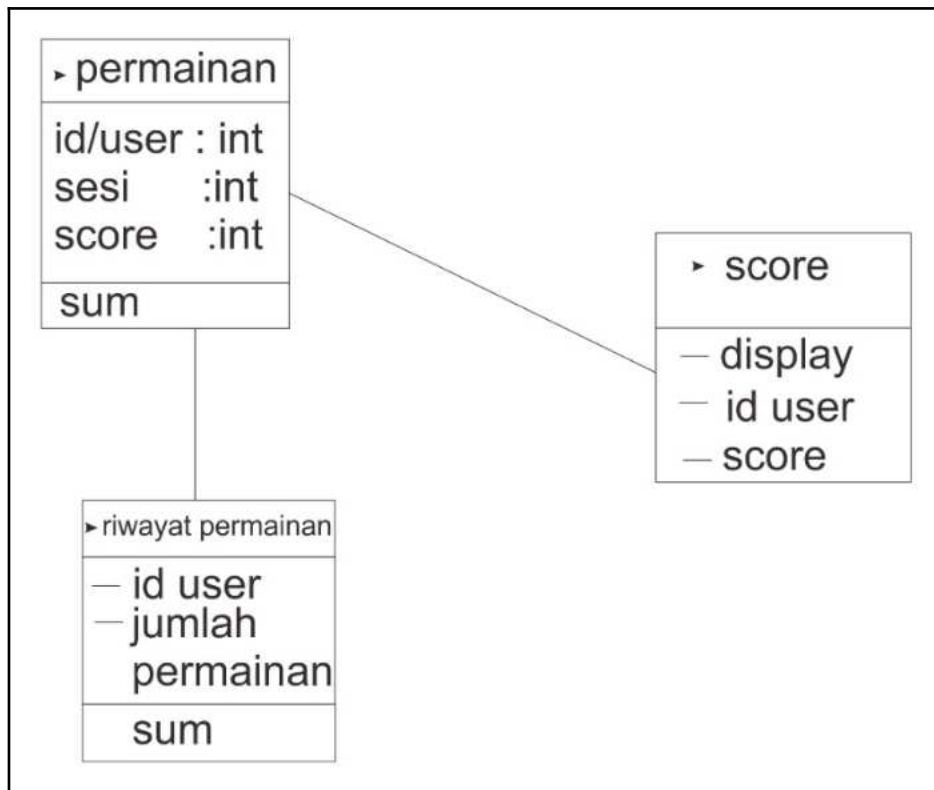 permainan
id/user : int
sesi :int
score :int
sum
score
— display
— id user
— score
riwayat permainan
— id user
— jumlah
permainan
sum